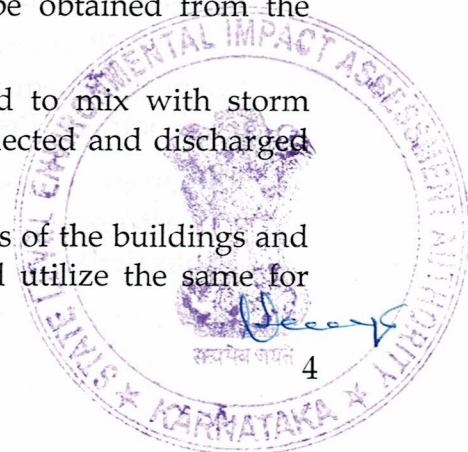 be obtained from the
d to mix with storm
lected and discharged
s of the buildings and
d utilize the same for
4
STATE LEVEL ENVIRONMENTAL IMPACT ASSESSMENT AUTHORITY
सत्यमेव जयते
★ KARNATAKA ★